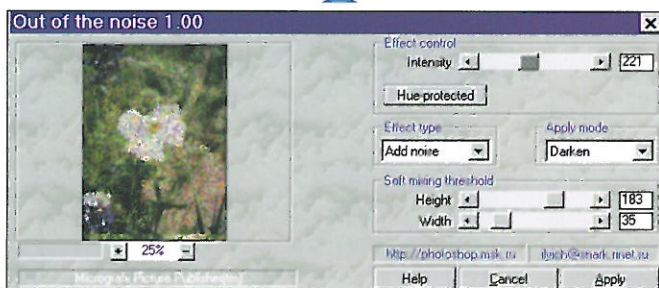 Out of the noise 1.00
Effect control
Intensity 221
Hue-protected
Effect type
Add noise
Apply mode
Darken
Soft mixing threshold
Height 183
Width 35
+ 25% -
http://photoshop.msk.ru
Picture
Help Cancel Apply